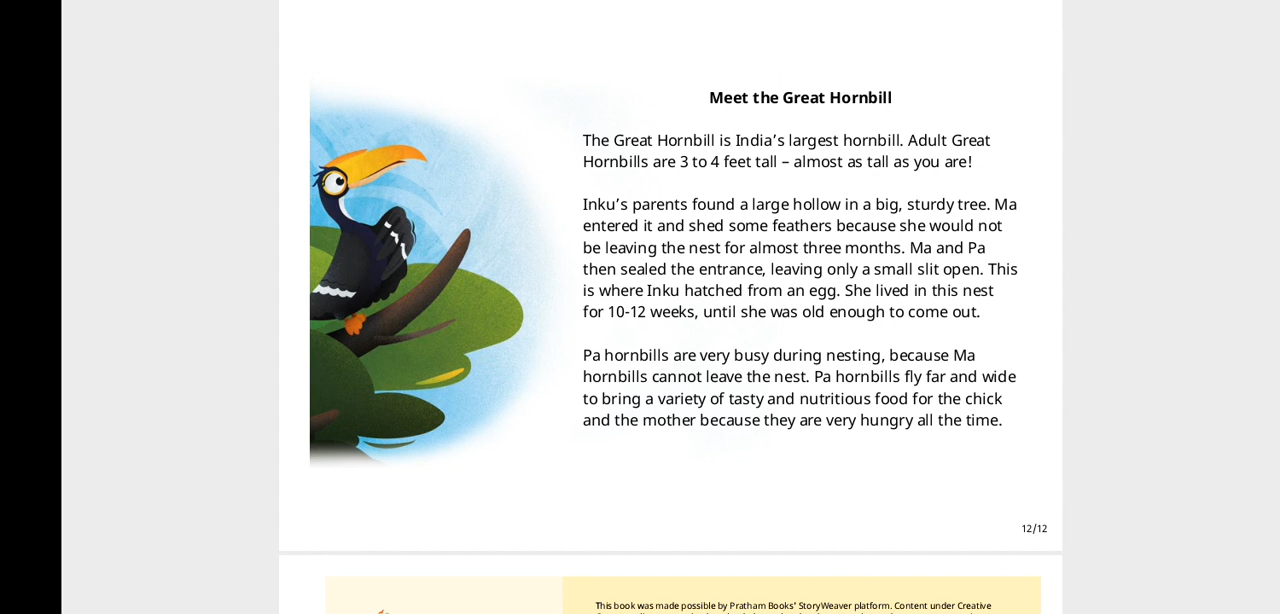 Meet the Great Hornbill
The Great Hornbill is India’s largest hornbill. Adult Great
Hornbills are 3 to 4 feet tall – almost as tall as you are!
Inku’s parents found a large hollow in a big, sturdy tree. Ma
entered it and shed some feathers because she would not
be leaving the nest for almost three months. Ma and Pa
then sealed the entrance, leaving only a small slit open. This
is where Inku hatched from an egg. She lived in this nest
for 10-12 weeks, until she was old enough to come out.
Pa hornbills are very busy during nesting, because Ma
hornbills cannot leave the nest. Pa hornbills fly far and wide
to bring a variety of tasty and nutritious food for the chick
and the mother because they are very hungry all the time.
12/12
This book was made possible by Pratham Books' StoryWeaver platform. Content under Creative